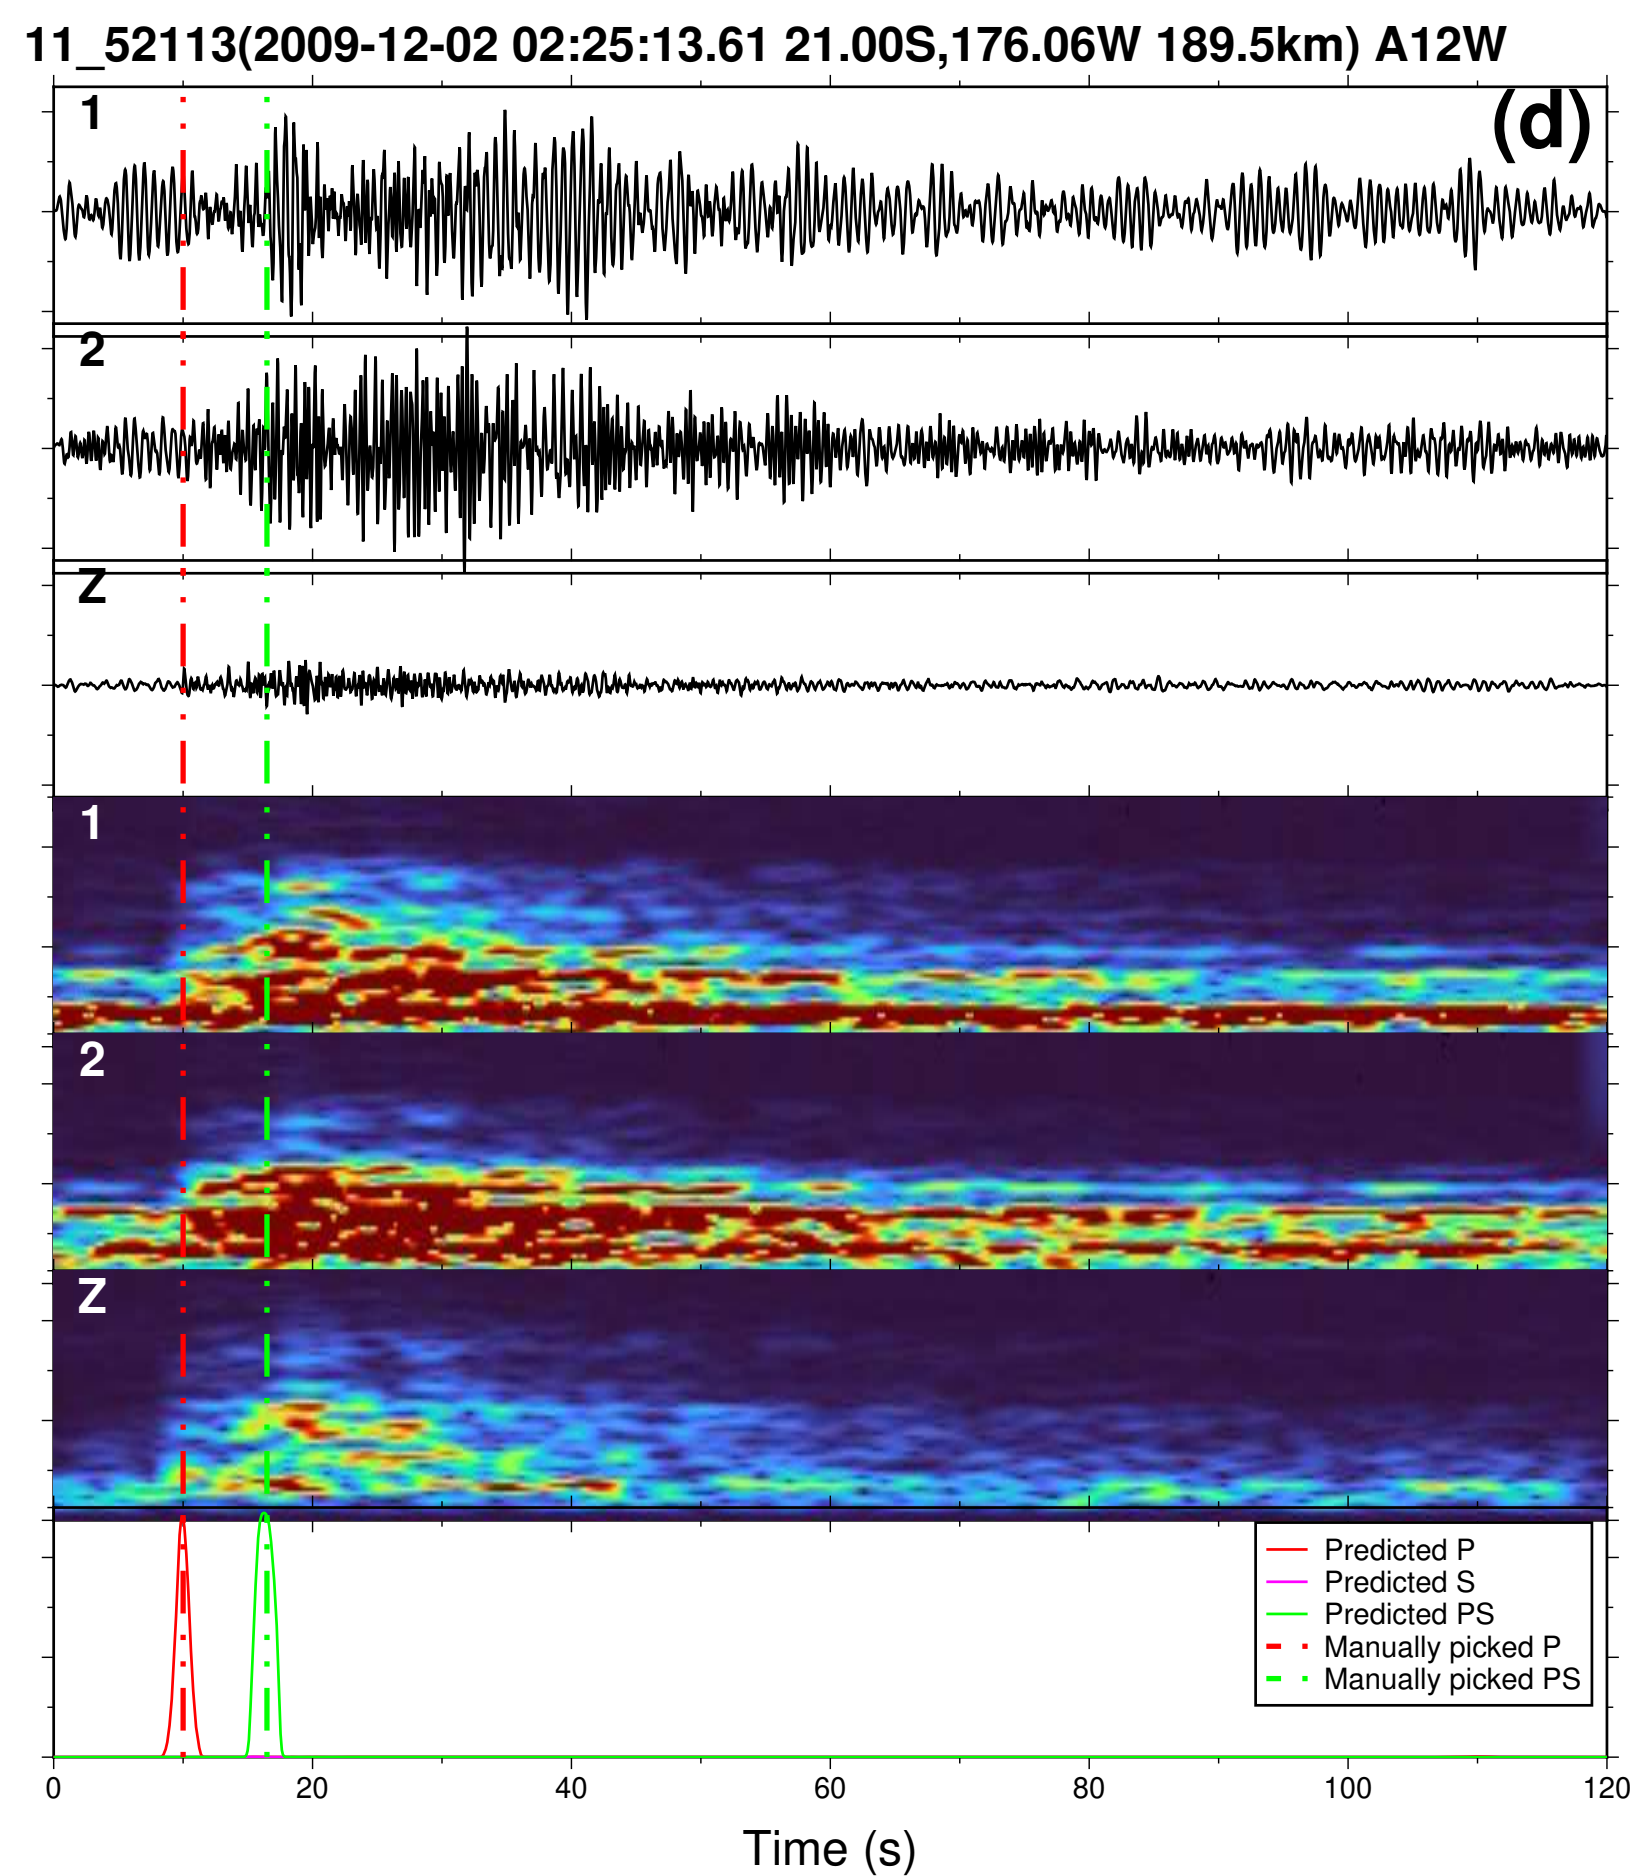 11_52113(2009-12-02 02:25:13.61 21.00S,176.06W 189.5km) A12W
1
(d)
2
Z
1
2
Z
Predicted P
Predicted S
Predicted PS
Manually picked P
Manually picked PS
0 20 40 60 80 100 120
Time (s)